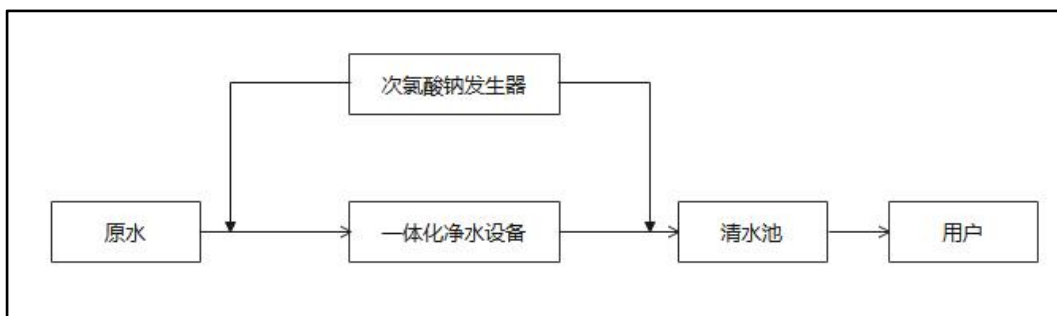 次氯酸钠发生器
原水
一体化净水设备
清水池
用户